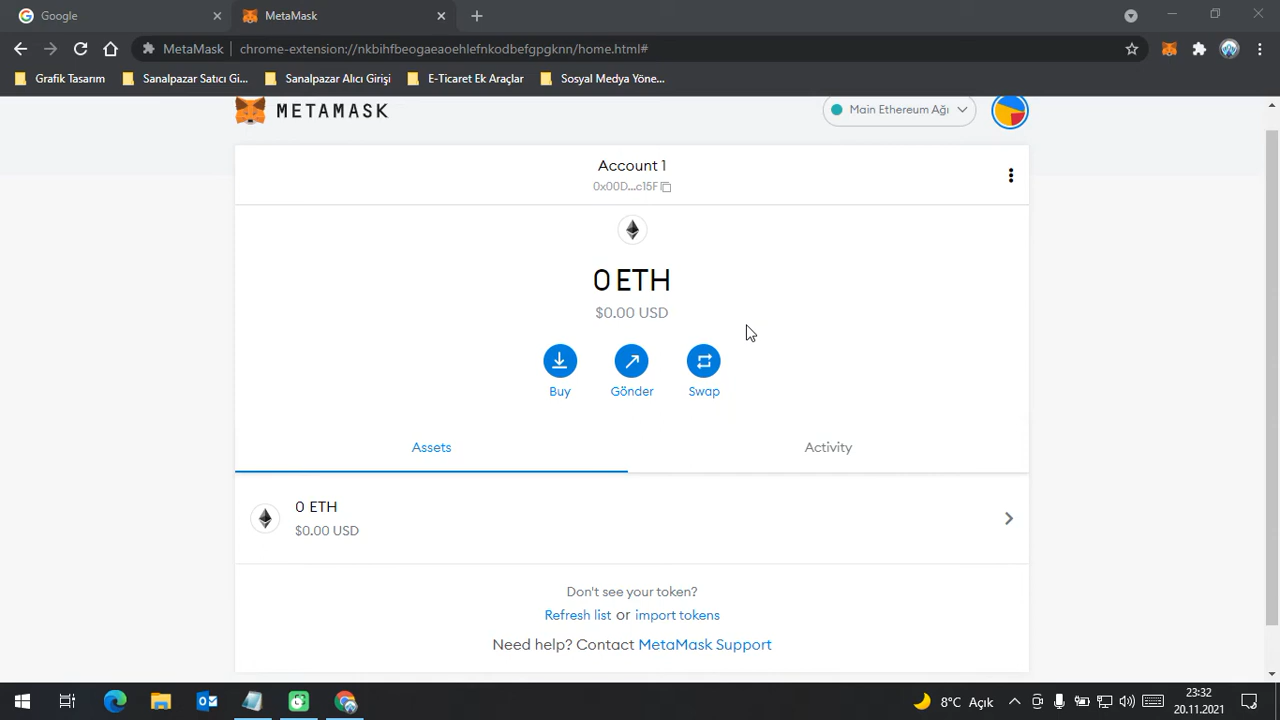 Google
MetaMask
MetaMask chrome-extension://nkbihfbeogaeaoehlefnkodbefgpgknn/home.html#
Grafik Tasarım Sanalpazar Satıcı Gi... Sanalpazar Alıcı Girişi E-Ticaret Ek Araçlar Sosyal Medya Yöne...
METAMASK
Main Ethereum Ağı
Account 1
0x00D...c15F
0 ETH
$0.00 USD
Buy Gönder Swap
Assets Activity
0 ETH
$0.00 USD
Don't see your token?
Refresh list or import tokens
Need help? Contact MetaMask Support
8°C Açık
23:32
20.11.2021